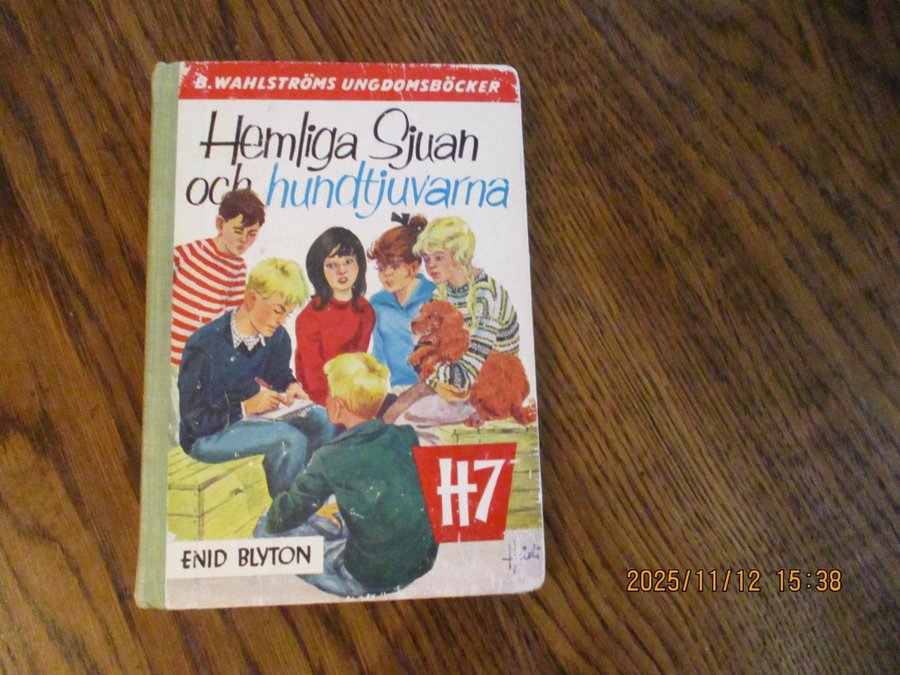 B. WAHLSTRÖMS UNGDOMSBÖCKER
Hemliga Sjuan
och hundtjuvarna
H7
ENID BLYTON
2025/11/12 15:38